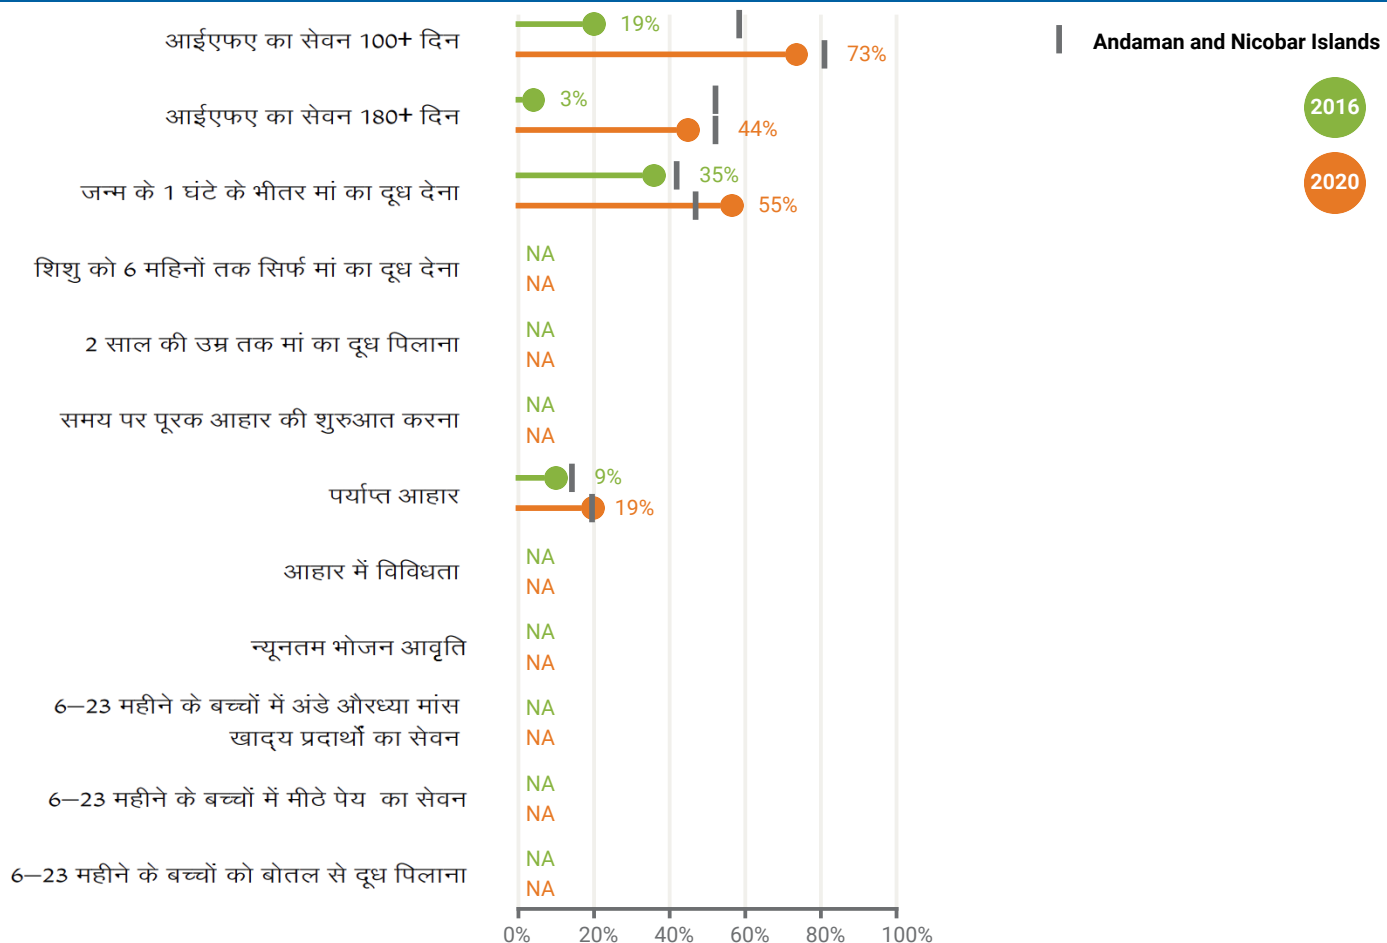 आईएफए का सेवन 100+ दिन
19%
73%
आईएफए का सेवन 180+ दिन
3%
44%
जन्म के 1 घंटे के भीतर मां का दूध देना
35%
55%
शिशु को 6 महिनों तक सिर्फ मां का दूध देना
NA
NA
2 साल की उम्र तक मां का दूध पिलाना
NA
NA
समय पर पूरक आहार की शुरुआत करना
NA
NA
पर्याप्त आहार
9%
19%
आहार में विविधता
NA
NA
न्यूनतम भोजन आवृति
NA
NA
6–23 महीने के बच्चों में अंडे औरध्या मांस
खाद्य प्रदार्थों का सेवन
NA
NA
6–23 महीने के बच्चों में मीठे पेय का सेवन
NA
NA
6–23 महीने के बच्चों को बोतल से दूध पिलाना
NA
NA
0% 20% 40% 60% 80% 100%
Andaman and Nicobar Islands
2016
2020